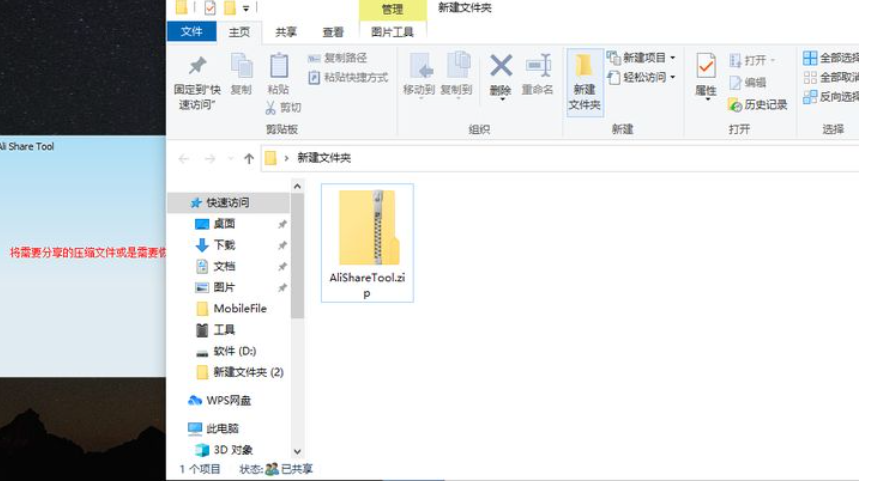 管理
新建文件夹
文件
主页
共享
查看
图片工具
固定到"快
速访问"
复制
粘贴
复制路径
粘贴快捷方式
剪切
剪贴板
移动到
复制到
删除
重命名
组织
新建
文件夹
新建项目
轻松访问
新建
属性
打开
编辑
历史记录
打开
全部选择
全部取消
反向选择
选择
新建文件夹
Ali Share Tool
将需要分享的压缩文件或是需要
快速访问
桌面
下载
文档
图片
MobileFile
工具
软件 (D:)
新建文件夹 (2)
WPS网盘
此电脑
3D 对象
AliShareTool.zi
p
1 个项目
状态:
已共享